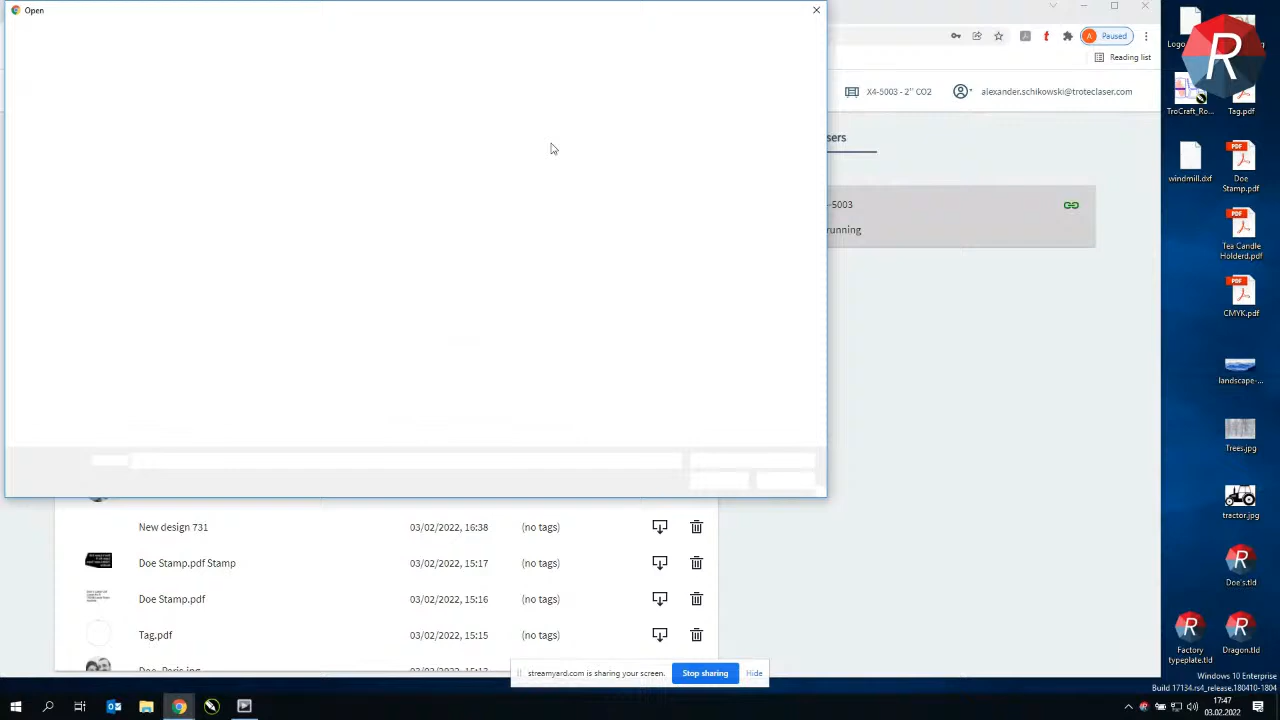 Open
Paused
Reading list
X4-5003 - 2'' CO2
alexander.schikowski@troteclaser.com
sers
-5003
running
New design 731 03/02/2022, 16:38 (no tags)
Doe Stamp.pdf Stamp 03/02/2022, 15:17 (no tags)
Doe Stamp.pdf 03/02/2022, 15:16 (no tags)
Tag.pdf 03/02/2022, 15:15 (no tags)
streamyard.com is sharing your screen. Stop sharing Hide
R
TroCraft_Ro...
Tag.pdf
windmill.dxf
PDF
Doe
Stamp.pdf
PDF
Tea Candle
Holderd.pdf
PDF
CMYK.pdf
landscape-...
Trees.jpg
tractor.jpg
Doe's.tld
Factory
typeplate.tld
Dragon.tld
Windows 10 Enterprise
Build 17134.rs4_release.180410-1804
17:47
03.02.2022